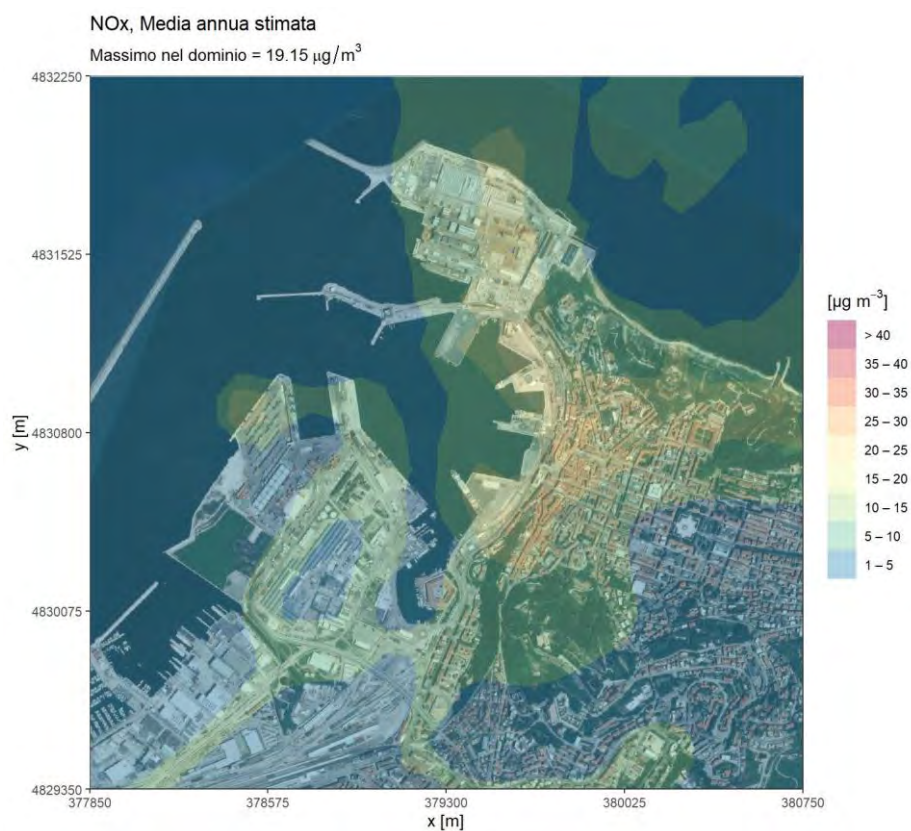 NOx, Media annua stimata
Massimo nel dominio = 19.15 μg/m³
4832250
4831525
4830800
4830075
4829350
y [m]
377850 378575 379300 380025 380750
x [m]
[μg m⁻³]
> 40
35 – 40
30 – 35
25 – 30
20 – 25
15 – 20
10 – 15
5 – 10
1 – 5